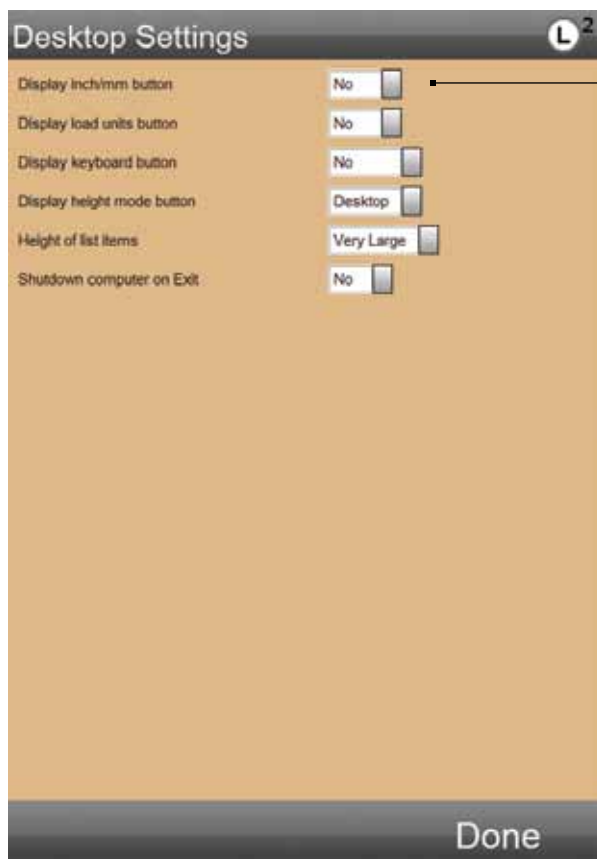 Desktop Settings L 2
Display inch/mm button No
Display load units button No
Display keyboard button No
Display height mode button Desktop
Height of list items Very Large
Shutdown computer on Exit No
Done